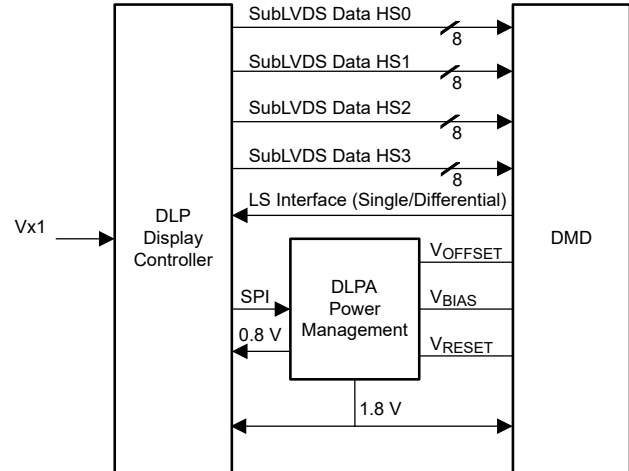 SubLVDS Data HS0
8
SubLVDS Data HS1
8
SubLVDS Data HS2
8
SubLVDS Data HS3
8
LS Interface (Single/Differential)
Vx1
DLP
Display
Controller
DMD
SPI
0.8 V
DLPA
Power
Management
VOFFSET
VBIAS
VRESET
1.8 V